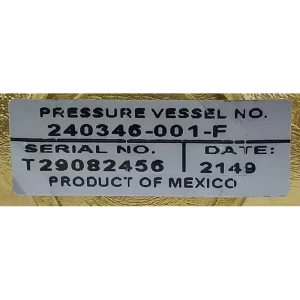 PRESSURE VESSEL NO.
240346-001-F
SERIAL NO. DATE:
T29082456 2149
PRODUCT OF MEXICO